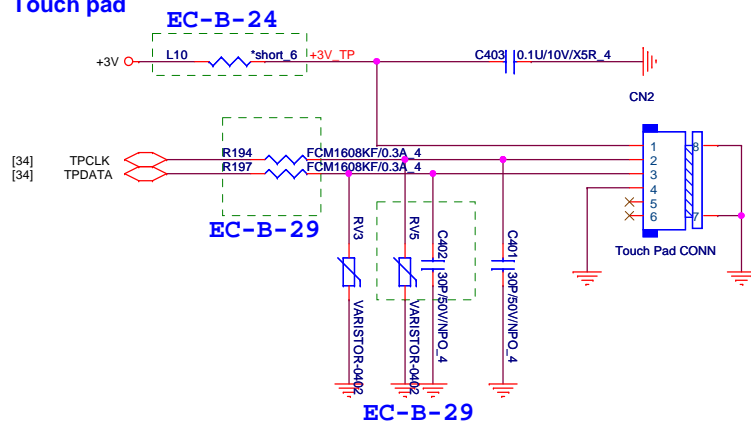 Touch pad
EC-B-24
+3V
L10
*short_6
+3V_TP
C403
0.1U/10V/X5R_4
CN2
[34]
TPCLK
R194
FCM1608KF/0.3A_4
[34]
TPDATA
R197
FCM1608KF/0.3A_4
1
2
3
4
5
6
8
7
EC-B-29
RV3
VARISTOR-0402
RV5
VARISTOR-0402
C402
30P/50V/NPO_4
C401
30P/50V/NPO_4
Touch Pad CONN
EC-B-29